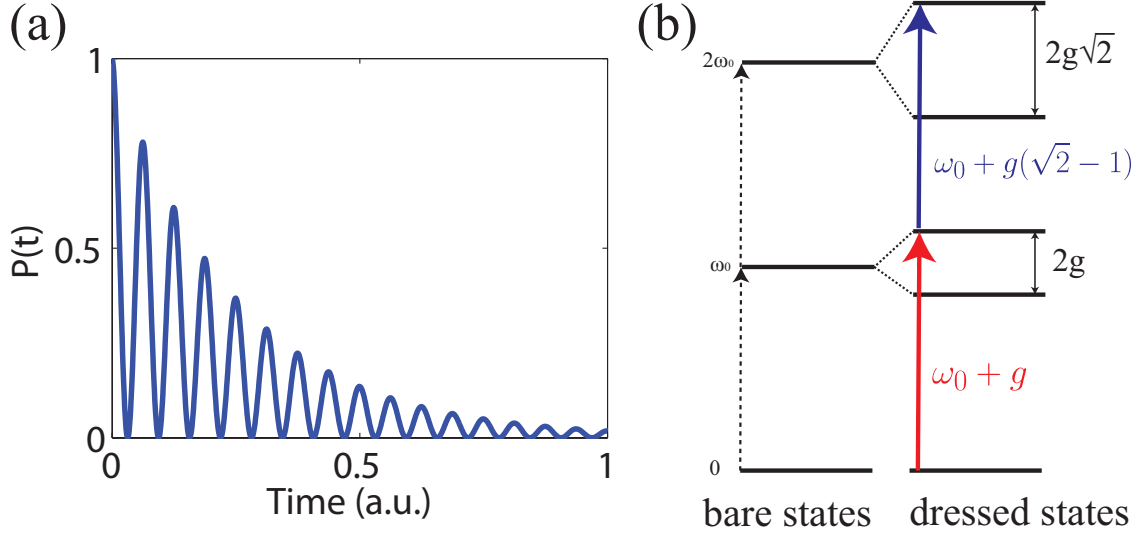 (a)
1
0.5
0
P(t)
0
0.5
1
Time (a.u.)
(b)
2ω₀
ω₀
0
2g√2
ω₀ + g(√2 − 1)
2g
ω₀ + g
bare states
dressed states